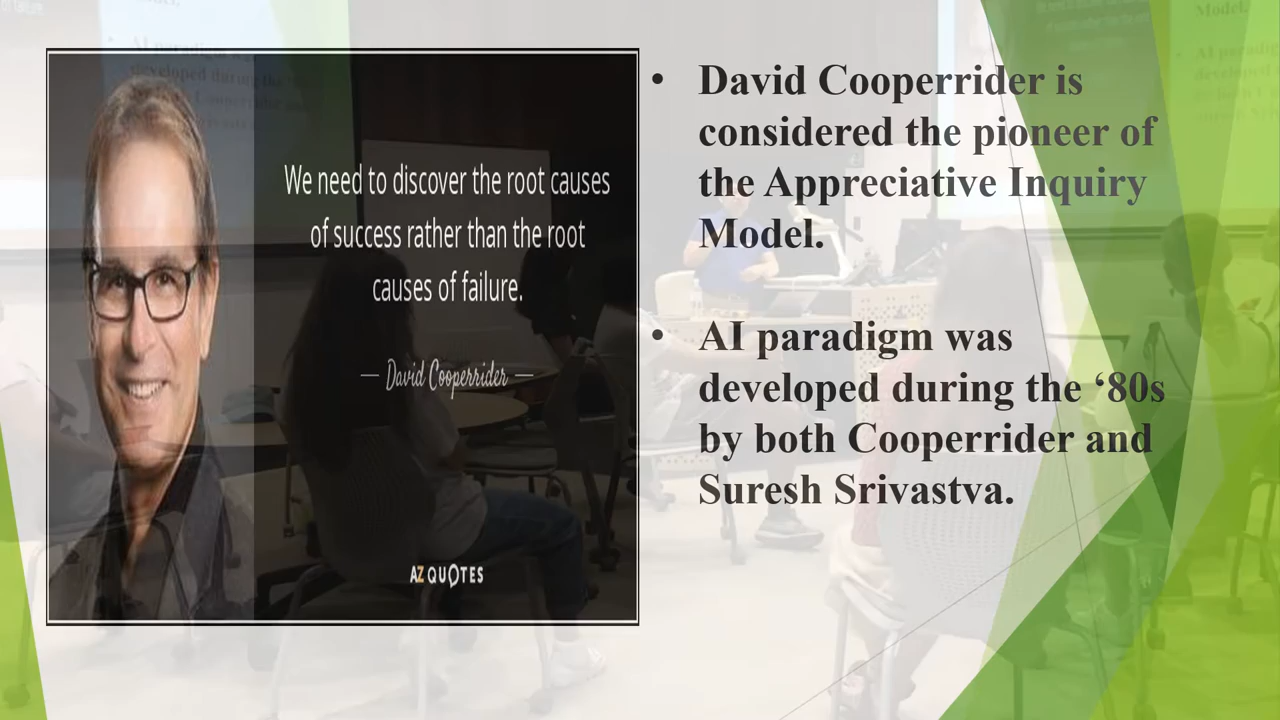 We need to discover the root causes
of success rather than the root
causes of failure.
— David Cooperrider —
AZ QUOTES
• David Cooperrider is
considered the pioneer of
the Appreciative Inquiry
Model.
• AI paradigm was
developed during the ‘80s
by both Cooperrider and
Suresh Srivastva.